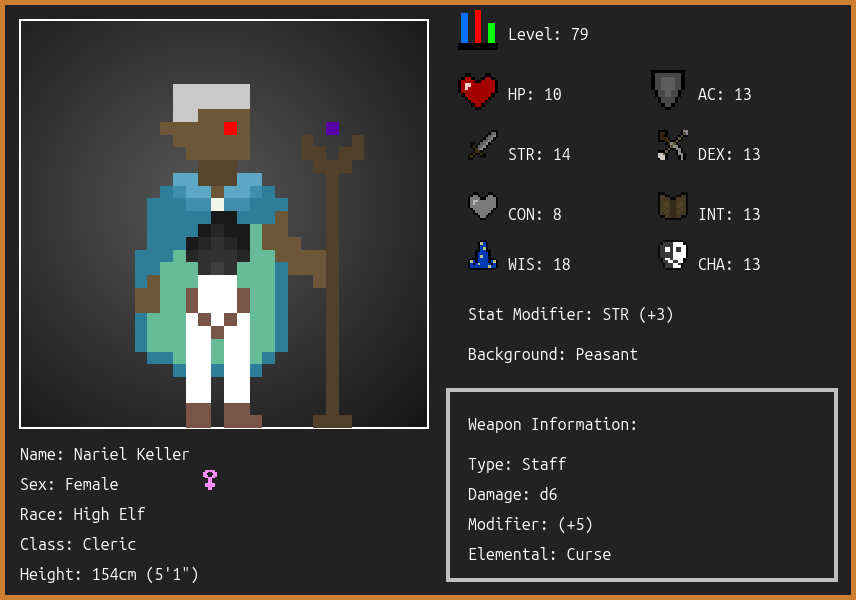 Level: 79
HP: 10
AC: 13
STR: 14
DEX: 13
CON: 8
INT: 13
WIS: 18
CHA: 13
Stat Modifier: STR (+3)
Background: Peasant
Weapon Information:
Type: Staff
Damage: d6
Modifier: (+5)
Elemental: Curse
Name: Nariel Keller
Sex: Female
Race: High Elf
Class: Cleric
Height: 154cm (5'1")